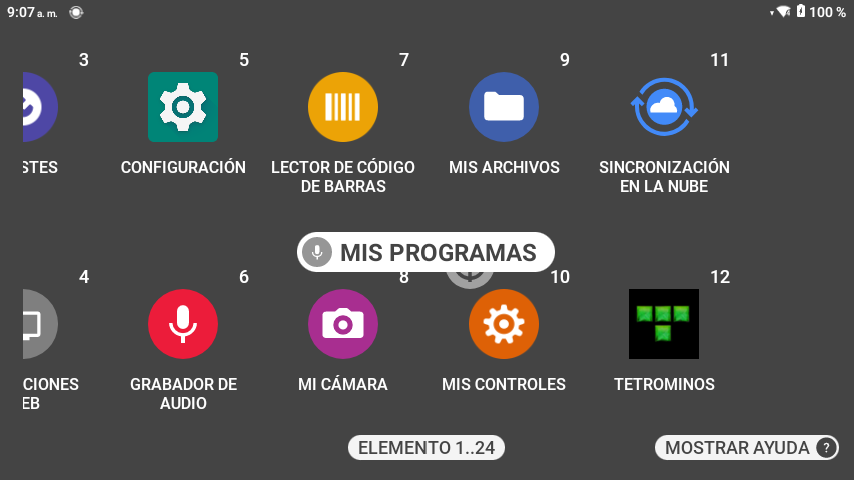 9:07 a. m.
100 %
3
5
7
9
11
STES
CONFIGURACIÓN
LECTOR DE CÓDIGO
DE BARRAS
MIS ARCHIVOS
SINCRONIZACIÓN
EN LA NUBE
MIS PROGRAMAS
4
6
8
10
12
CIONES
EB
GRABADOR DE
AUDIO
MI CÁMARA
MIS CONTROLES
TETROMINOS
ELEMENTO 1..24
MOSTRAR AYUDA ?